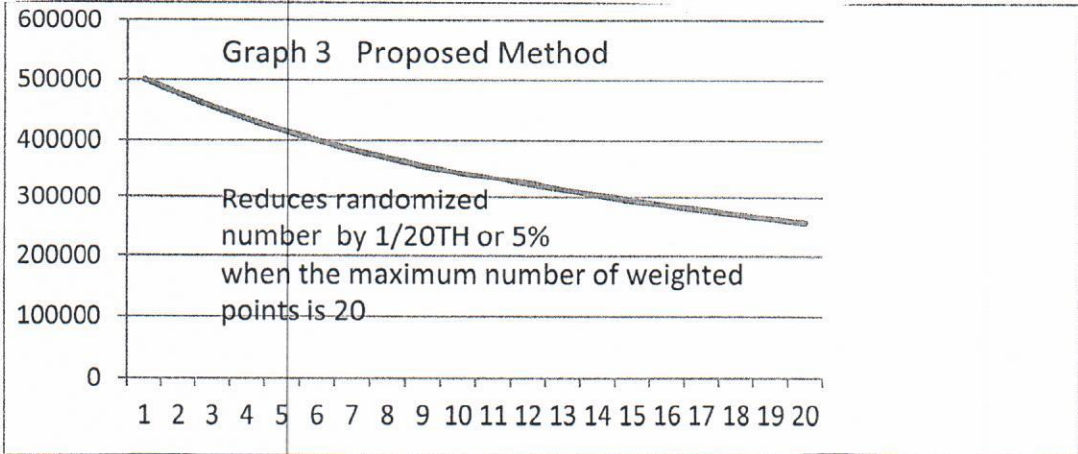 600000
Graph 3 Proposed Method
500000
400000
300000
Reduces randomized
number by 1/20TH or 5%
200000
when the maximum number of weighted
100000
points is 20
0
1 2 3 4 5 6 7 8 9 10 11 12 13 14 15 16 17 18 19 20